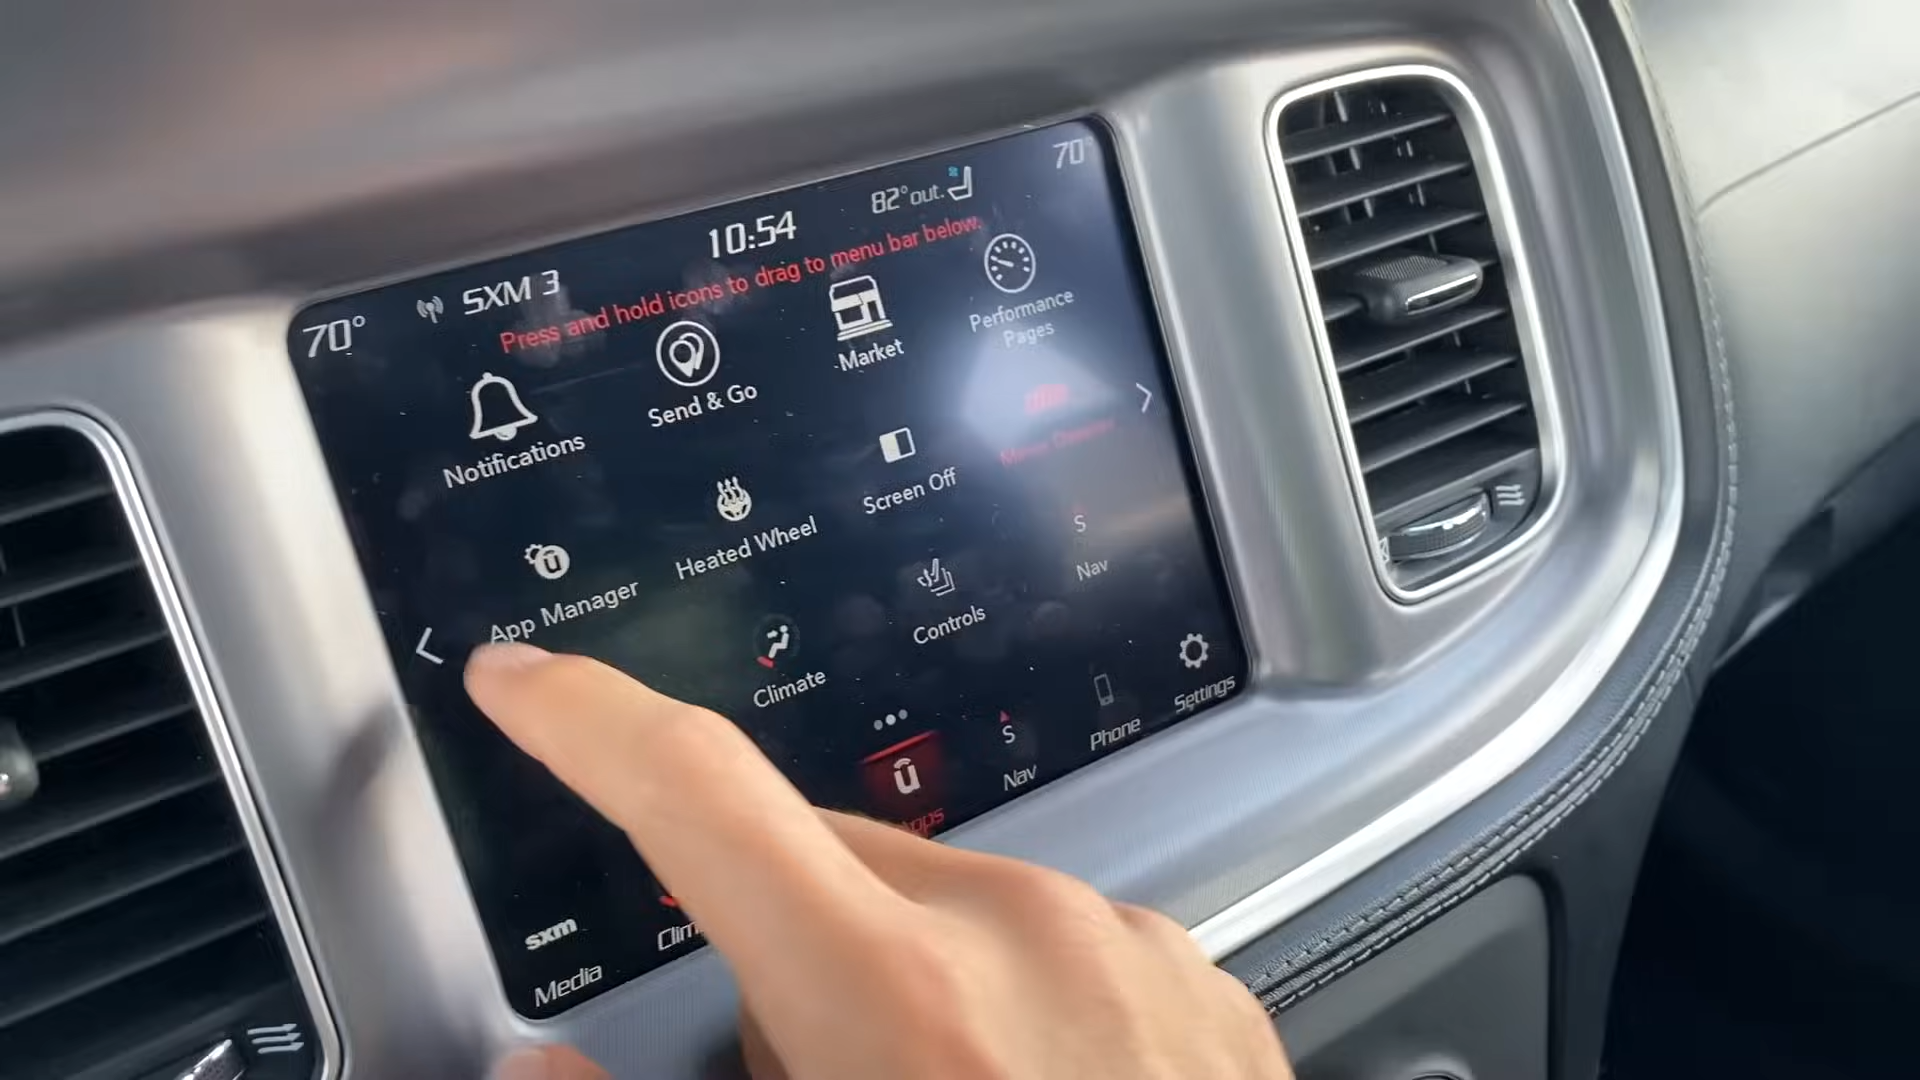 70°
SXM 3
10:54
82° out.
70°
Press and hold icons to drag to menu bar below.
Notifications
Send & Go
Market
Performance
Pages
App Manager
Heated Wheel
Screen Off
Climate
Controls
S
Nav
sxm
Media
S
Nav
Phone
Settings